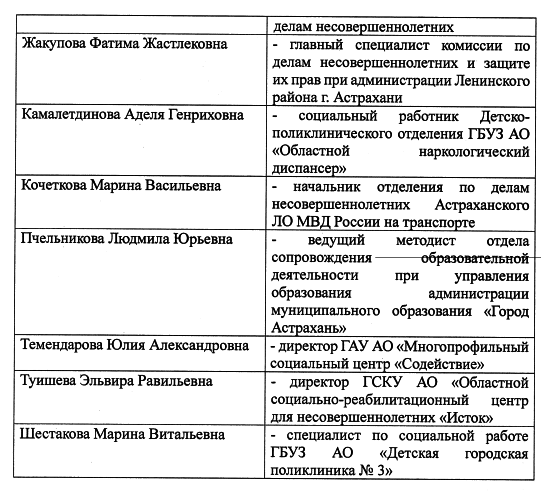 делам несовершеннолетних
Жакупова Фатима Жастлековна
- главный специалист комиссии по
делам несовершеннолетних и защите
их прав при администрации Ленинского
района г. Астрахани
Камалетдинова Аделя Генриховна
- социальный работник Детско-
поликлинического отделения ГБУЗ АО
«Областной наркологический
диспансер»
Кочеткова Марина Васильевна
- начальник отделения по делам
несовершеннолетних Астраханского
ЛО МВД России на транспорте
Пчельникова Людмила Юрьевна
- ведущий методист отдела
сопровождения образовательной
деятельности при управления
образования администрации
муниципального образования «Город
Астрахань»
Темендарова Юлия Александровна
- директор ГАУ АО «Многопрофильный
социальный центр «Содействие»
Туишева Эльвира Равильевна
- директор ГСКУ АО «Областной
социально-реабилитационный центр
для несовершеннолетних «Исток»
Шестакова Марина Витальевна
- специалист по социальной работе
ГБУЗ АО «Детская городская
поликлиника № 3»